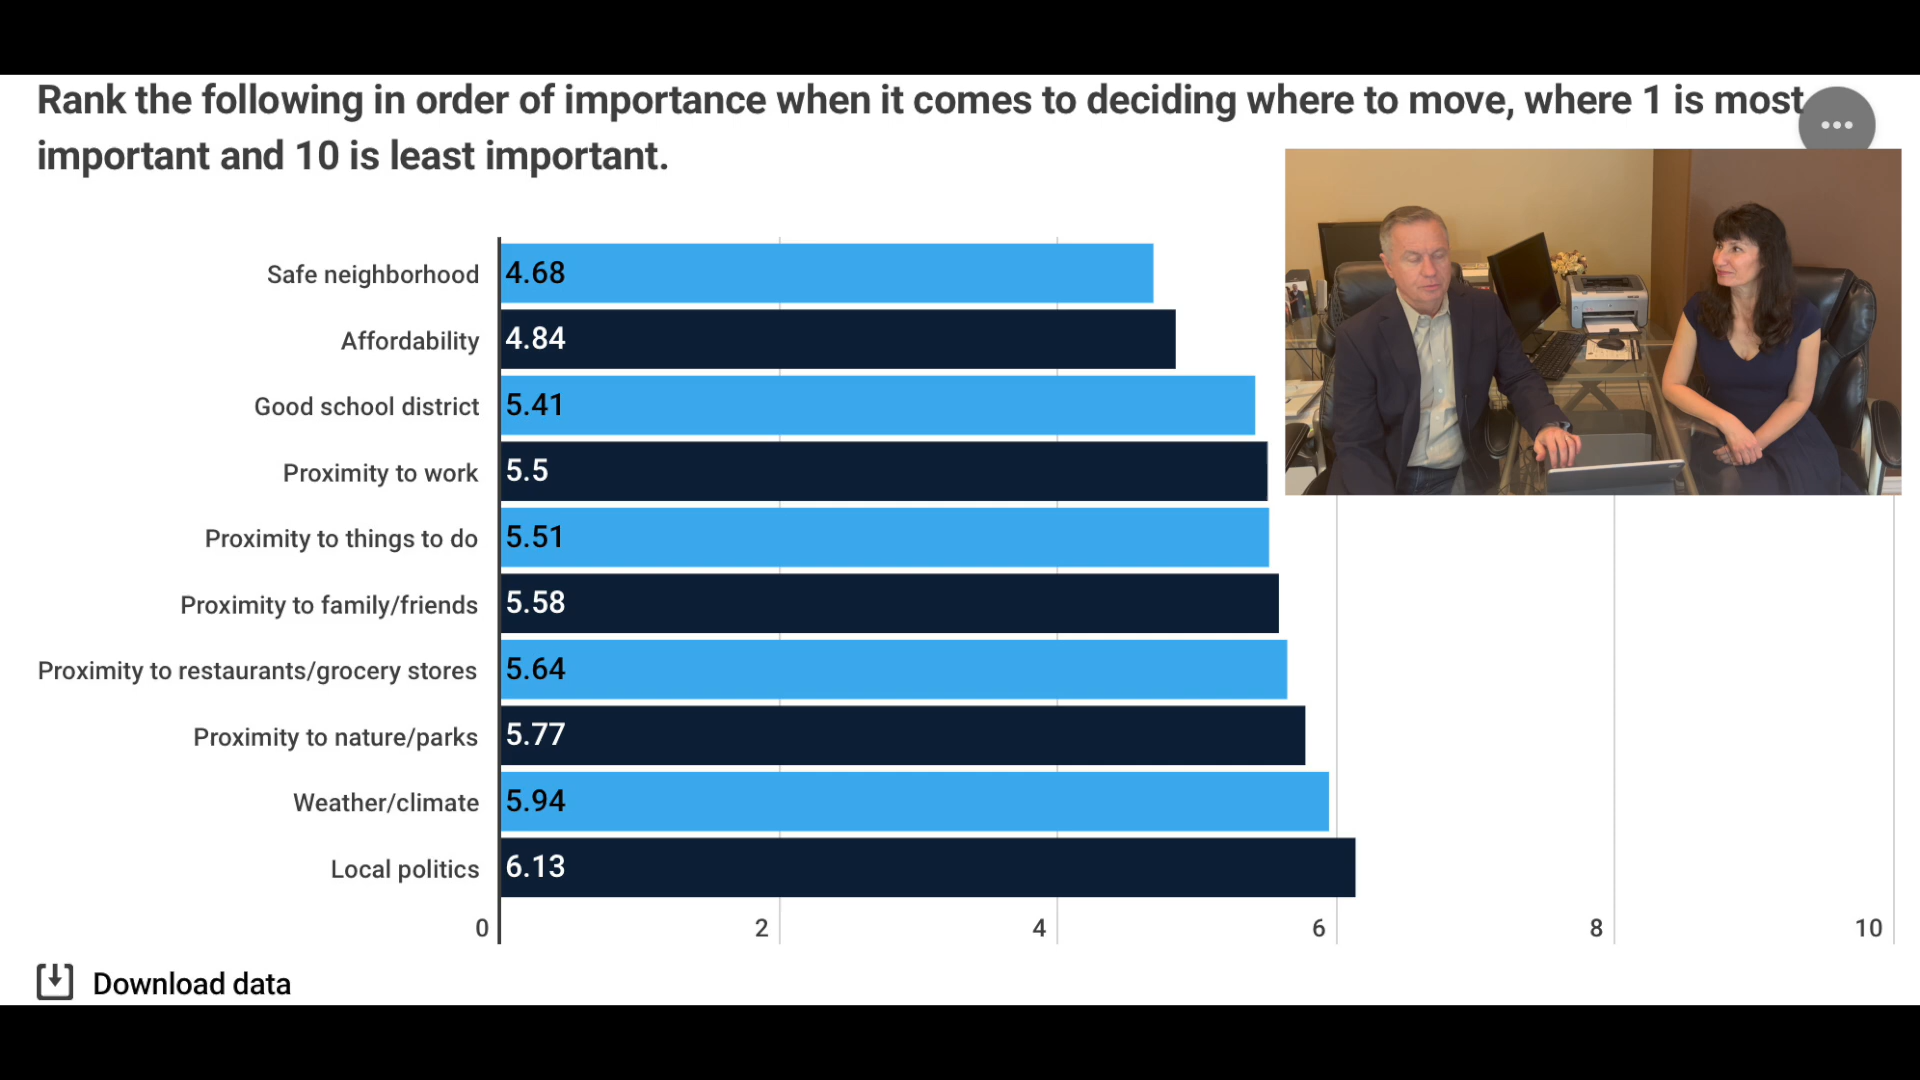 Rank the following in order of importance when it comes to deciding where to move, where 1 is most
important and 10 is least important.
Safe neighborhood 4.68
Affordability 4.84
Good school district 5.41
Proximity to work 5.5
Proximity to things to do 5.51
Proximity to family/friends 5.58
Proximity to restaurants/grocery stores 5.64
Proximity to nature/parks 5.77
Weather/climate 5.94
Local politics 6.13
0 2 4 6 8 10
Download data